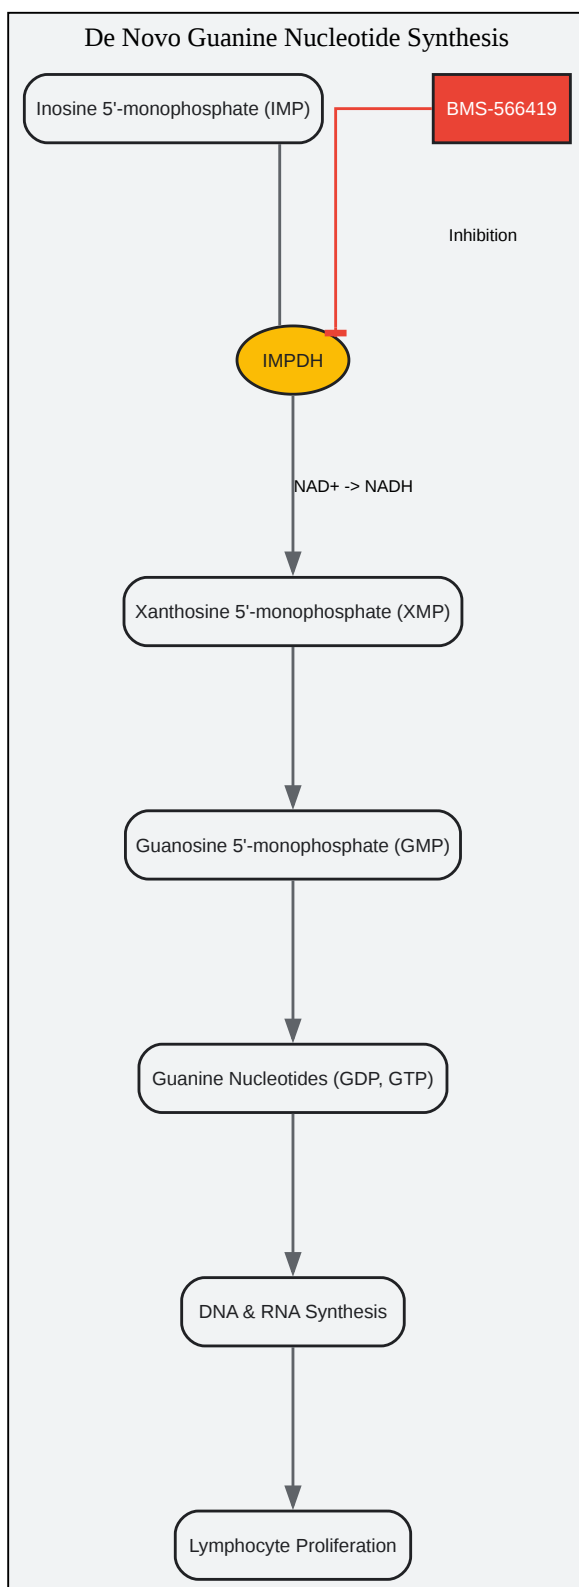 De Novo Guanine Nucleotide Synthesis
Inosine 5'-monophosphate (IMP)
BMS-566419
Inhibition
IMPDH
NAD+ -> NADH
Xanthosine 5'-monophosphate (XMP)
Guanosine 5'-monophosphate (GMP)
Guanine Nucleotides (GDP, GTP)
DNA & RNA Synthesis
Lymphocyte Proliferation